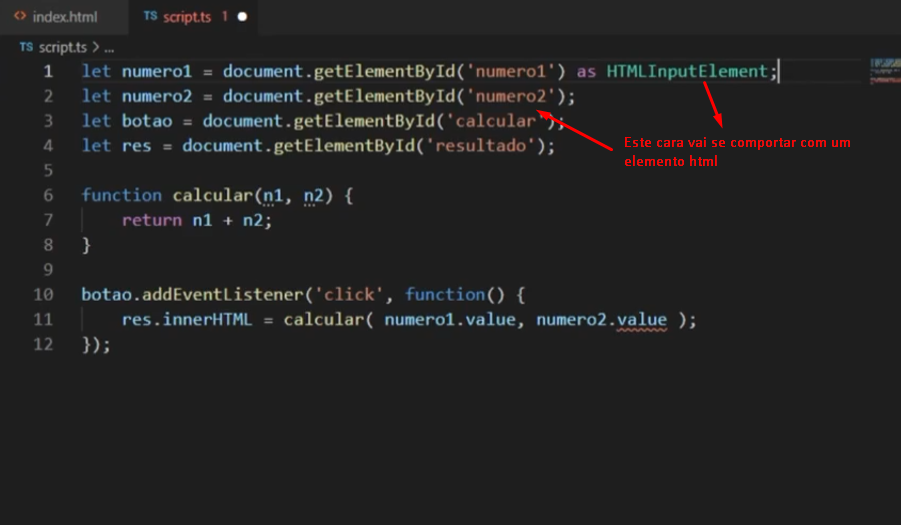 index.html
TS script.ts 1
TS script.ts > ...
1 let numero1 = document.getElementById('numero1') as HTMLInputElement;
2 let numero2 = document.getElementById('numero2');
3 let botao = document.getElementById('calcular');
4 let res = document.getElementById('resultado');
5
6 function calcular(n1, n2) {
7 return n1 + n2;
8 }
9
10 botao.addEventListener('click', function() {
11 res.innerHTML = calcular( numero1.value, numero2.value );
12 });
Este cara vai se comportar com um
elemento html